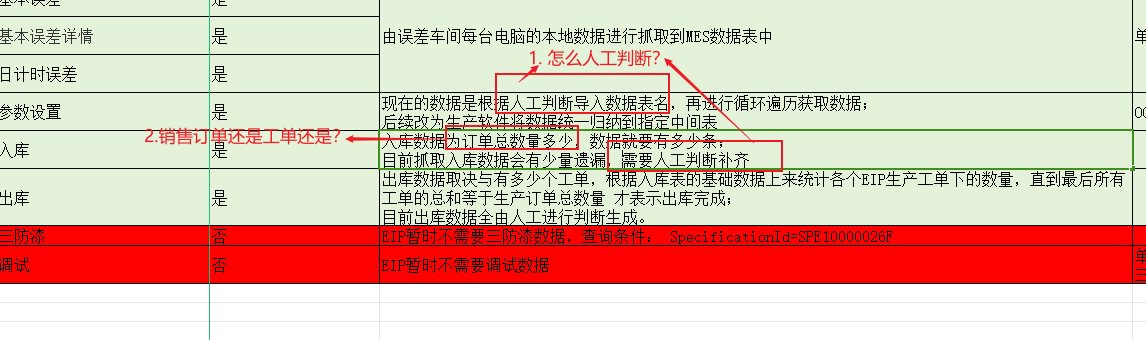 基本误差
是
基本误差详情
是
由误差车间每台电脑的本地数据进行抓取到MES数据表中
单
1. 怎么人工判断？
日计时误差
是
参数设置
是
现在的数据是根据人工判断导入数据表名，再进行循环遍历获取数据；
后续改为生产软件将数据统一归纳到指定中间表
00
2.销售订单还是工单还是？
入库
是
入库数据为订单总数量多少，数据就要有多少条；
目前抓取入库数据会有少量遗漏，需要人工判断补齐
出库
是
出库数据取决与有多少个工单，根据入库表的基础数据上来统计各个EIP生产工单下的数量，直到最后所有
工单的总和等于生产订单总数量 才表示出库完成；
目前出库数据全由人工进行判断生成。
三防漆
否
EIP暂时不需要三防漆数据，查询条件： SpecificationId=SPE10000026F
调试
否
EIP暂时不需要调试数据
单
三